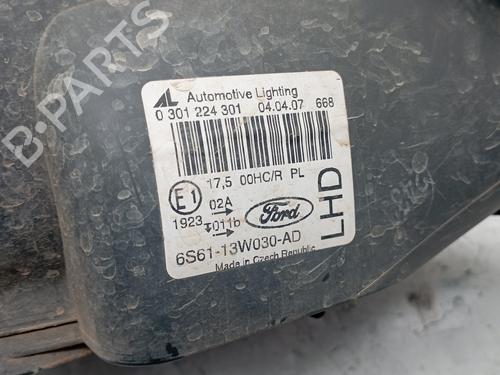 AL Automotive Lighting
0 301 224 301 04.04.07 668
17,5 00HC/R PL
E1 02A
1923 011b
Ford
6S61-13W030-AD
Made in Czech Republic
LHD
B-Parts